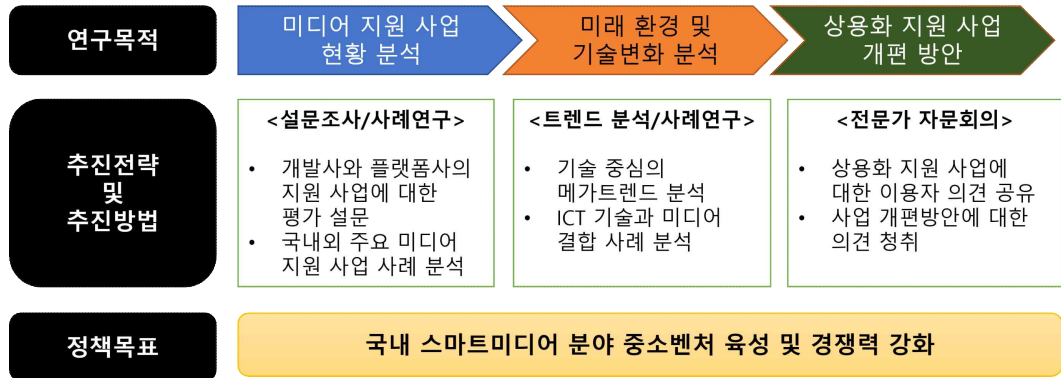 연구목적
미디어 지원 사업
현황 분석
미래 환경 및
기술변화 분석
상용화 지원 사업
개편 방안
추진전략
및
추진방법
<설문조사/사례연구>
• 개발사와 플랫폼사의
지원 사업에 대한
평가 설문
• 국내외 주요 미디어
지원 사업 사례 분석
<트렌드 분석/사례연구>
• 기술 중심의
메가트렌드 분석
• ICT 기술과 미디어
결합 사례 분석
<전문가 자문회의>
• 상용화 지원 사업에
대한 이용자 의견 공유
• 사업 개편방안에 대한
의견 청취
정책목표
국내 스마트미디어 분야 중소벤처 육성 및 경쟁력 강화